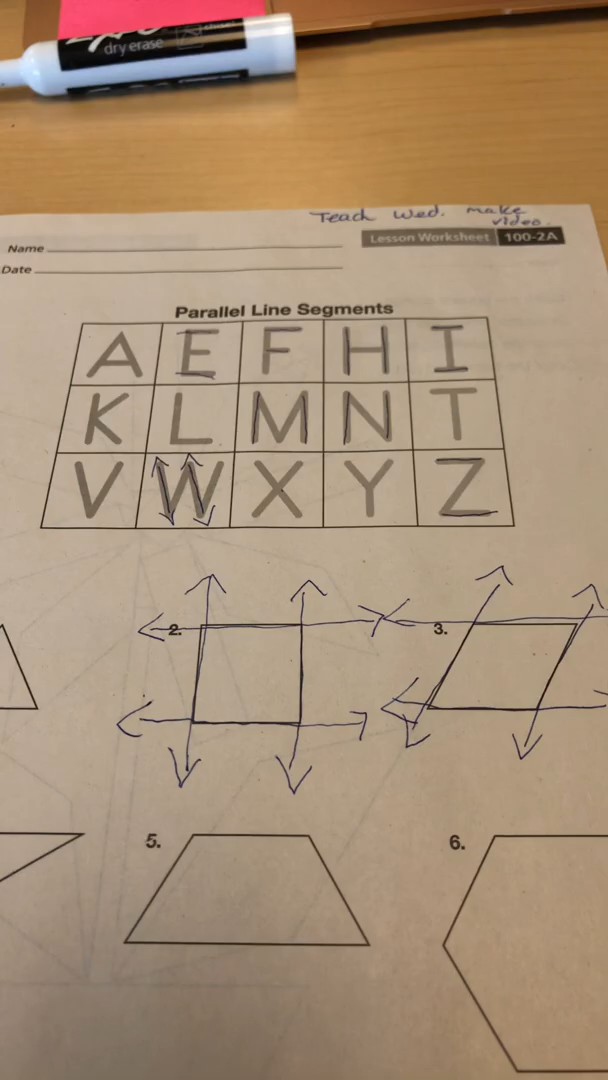 dry erase
Teach Wed. make
video.
Name
Lesson Worksheet 100-2A
Date
Parallel Line Segments
A E F H I
K L M N T
V W X Y Z
2.
3.
5.
6.